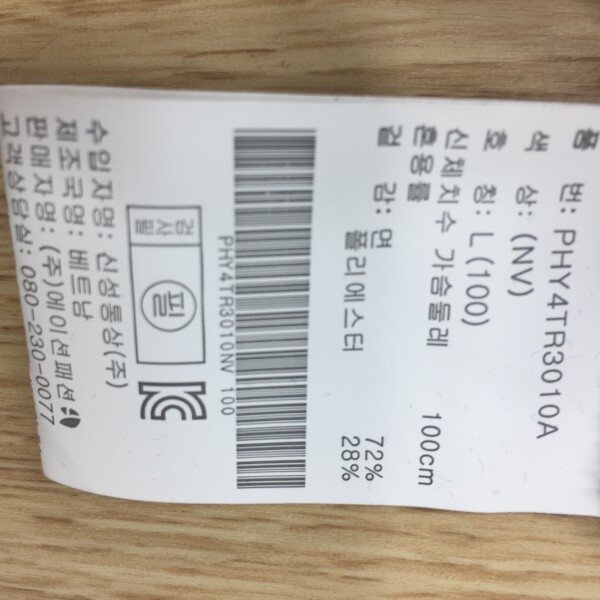 품 번: PHY4TR3010A
색 상: (NV)
호 칭: L (100)
신체치수 가슴둘레 100cm
혼용률
겉 감: 면 72%
폴리에스터 28%
PHY4TR3010NV 100
검사필
필
수입자명: 신성통상(주)
제조국명: 베트남
판매자명: (주)에이션패션
고객상담실: 080-230-0077